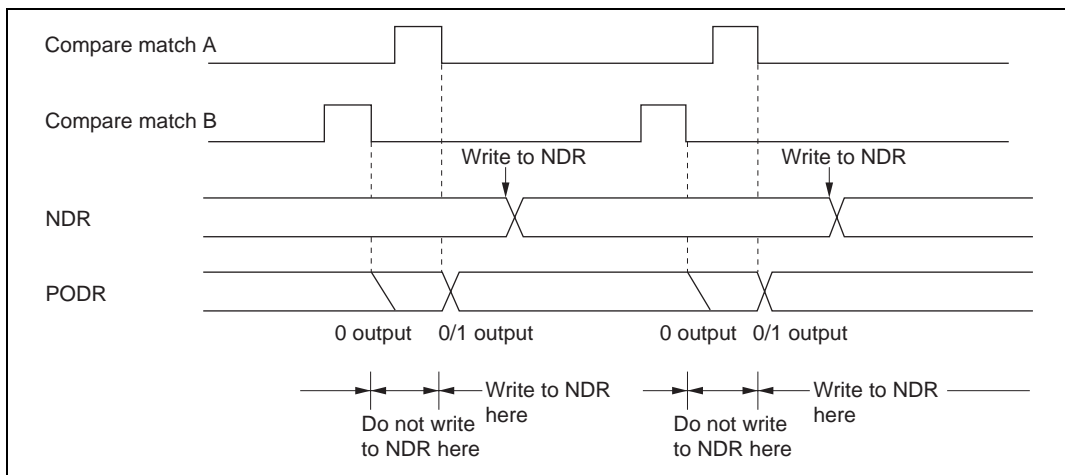 Compare match A
Compare match B
Write to NDR
Write to NDR
NDR
PODR
0 output
0/1 output
0 output
0/1 output
Write to NDR
here
Write to NDR
here
Do not write
to NDR here
Do not write
to NDR here